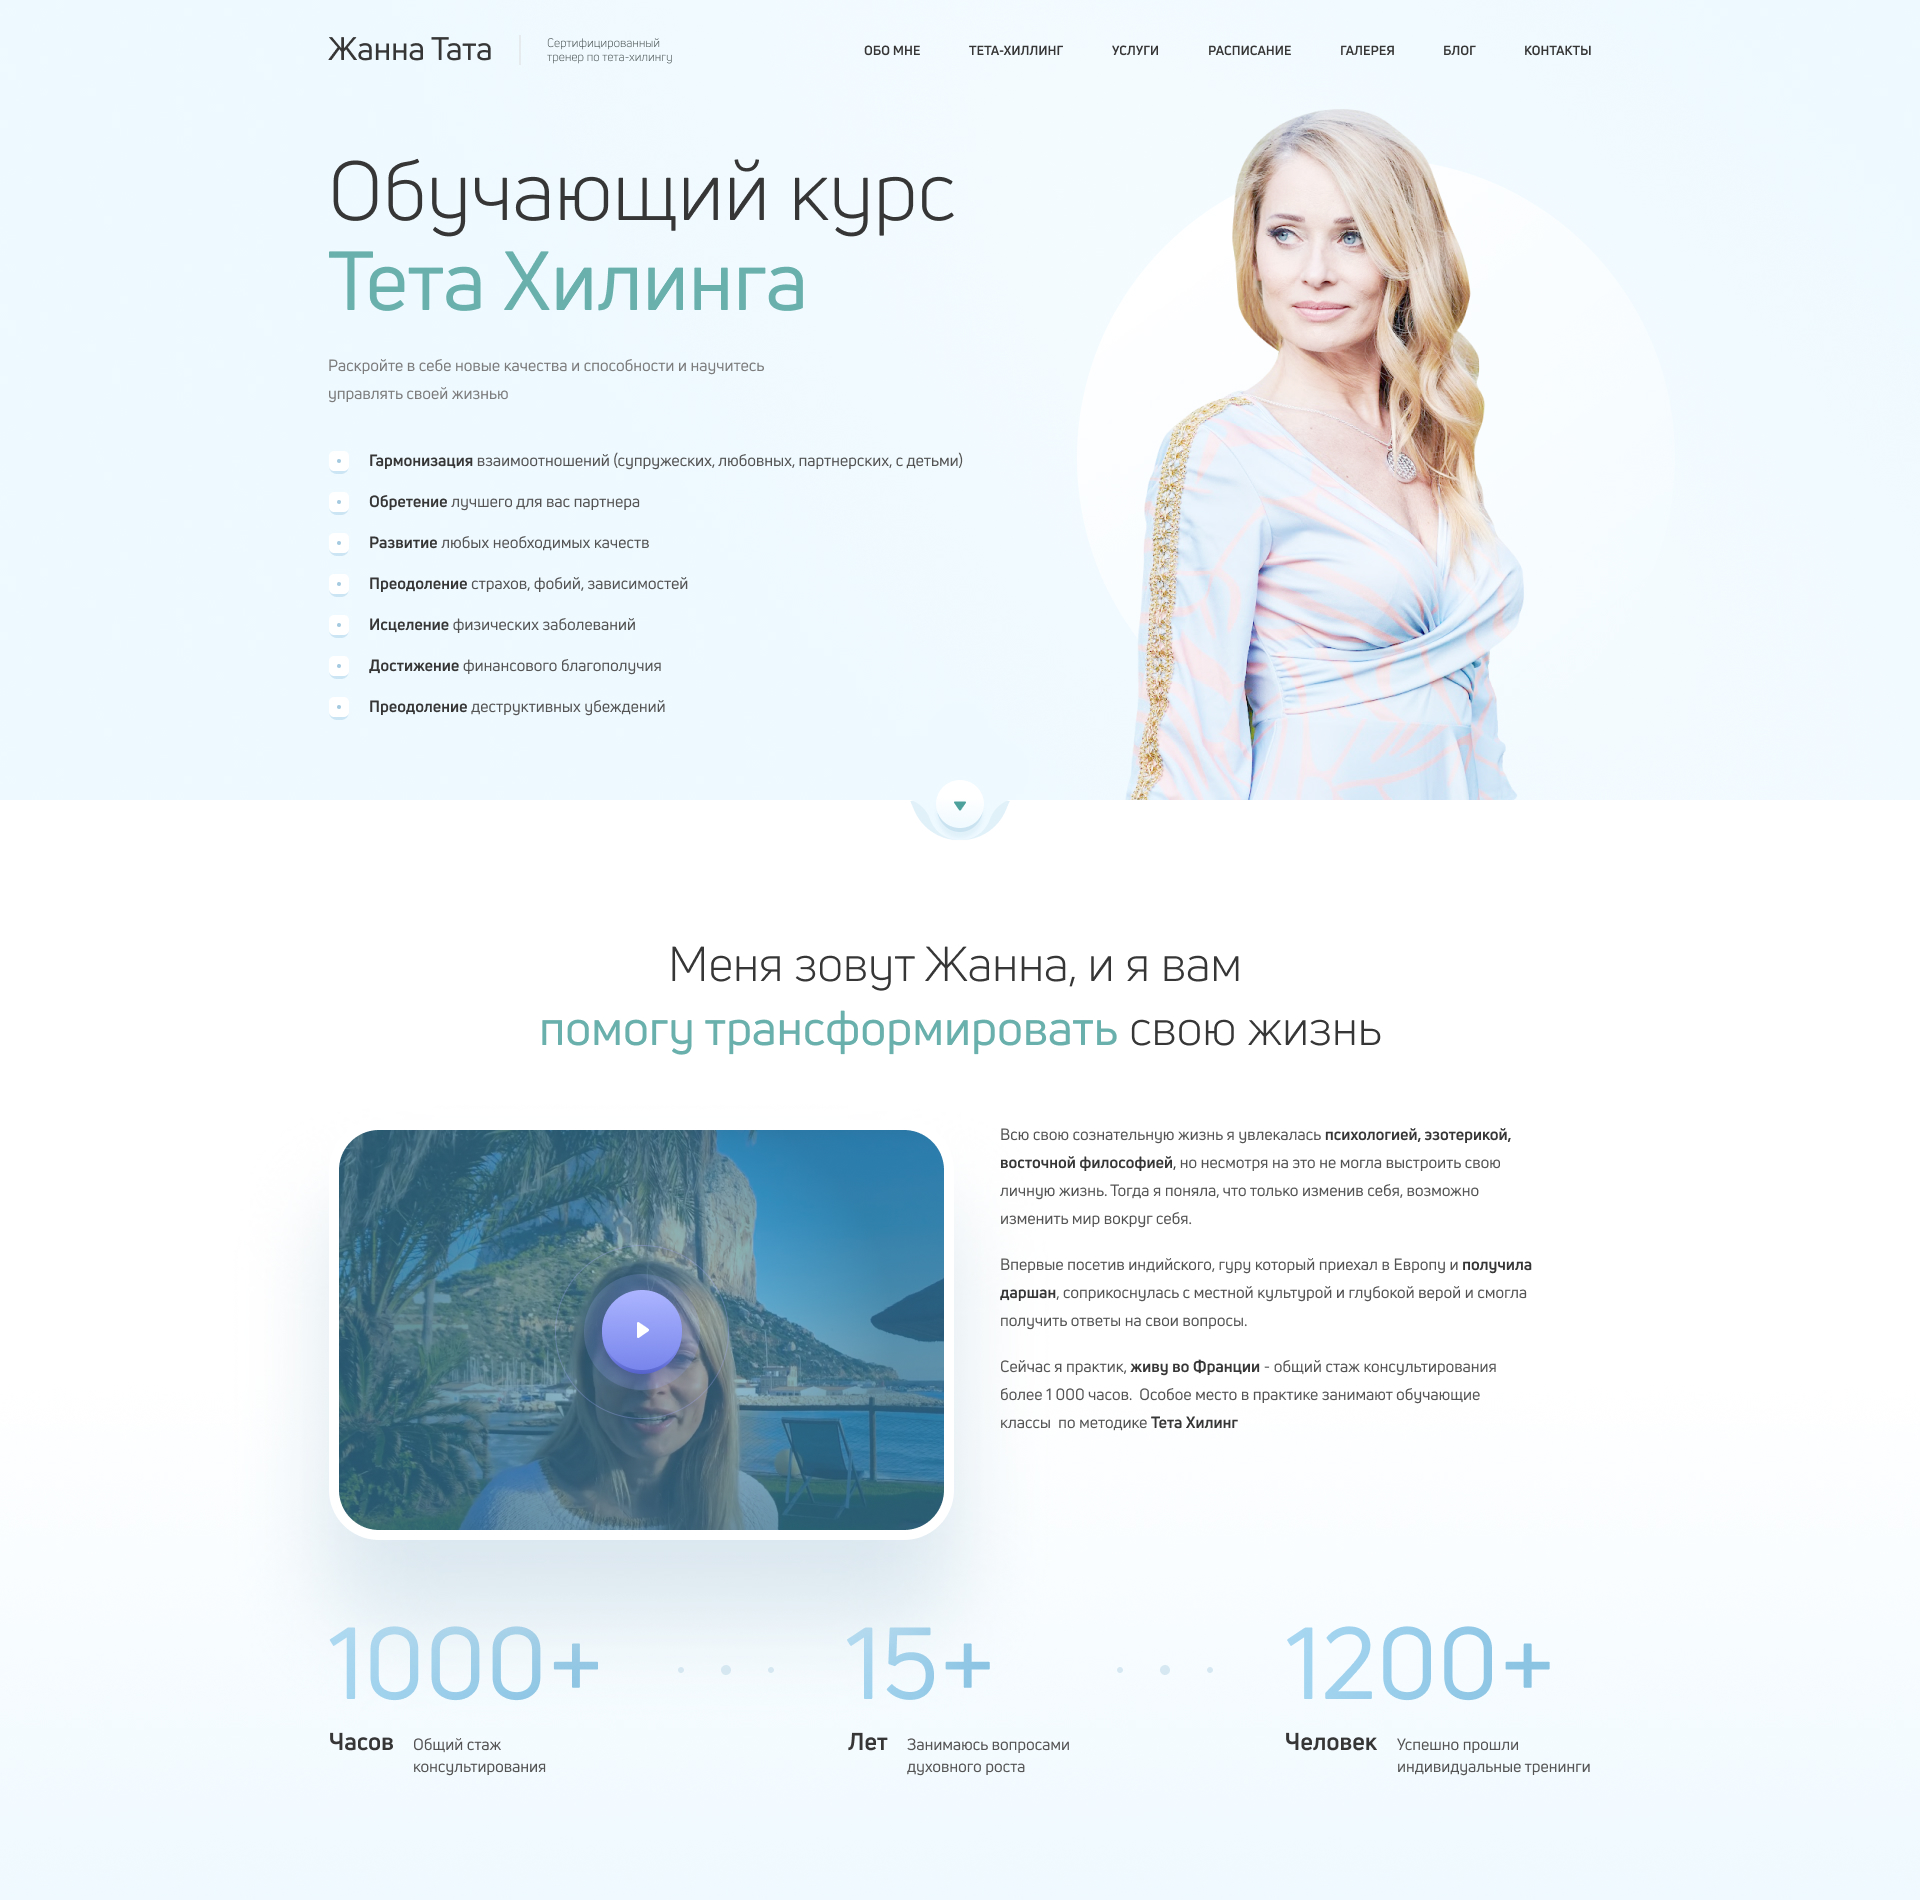 Жанна Тата
Сертифицированный
тренер по тета-хилингу
ОБО МНЕ
ТЕТА-ХИЛЛИНГ
УСЛУГИ
РАСПИСАНИЕ
ГАЛЕРЕЯ
БЛОГ
КОНТАКТЫ
Обучающий курс
Тета Хилинга
Раскройте в себе новые качества и способности и научитесь
управлять своей жизнью
Гармонизация взаимоотношений (супружеских, любовных, партнерских, с детьми)
Обретение лучшего для вас партнера
Развитие любых необходимых качеств
Преодоление страхов, фобий, зависимостей
Исцеление физических заболеваний
Достижение финансового благополучия
Преодоление деструктивных убеждений
Меня зовут Жанна, и я вам
помогу трансформировать свою жизнь
Всю свою сознательную жизнь я увлекалась психологией, эзотерикой,
восточной философией, но несмотря на это не могла выстроить свою
личную жизнь. Тогда я поняла, что только изменив себя, возможно
изменить мир вокруг себя.
Впервые посетив индийского, гуру который приехал в Европу и получила
даршан, соприкоснулась с местной культурой и глубокой верой и смогла
получить ответы на свои вопросы.
Сейчас я практик, живу во Франции - общий стаж консультирования
более 1 000 часов. Особое место в практике занимают обучающие
классы по методике Тета Хилинг
1000+
Часов
Общий стаж
консультирования
15+
Лет
Занимаюсь вопросами
духовного роста
1200+
Человек
Успешно прошли
индивидуальные тренинги